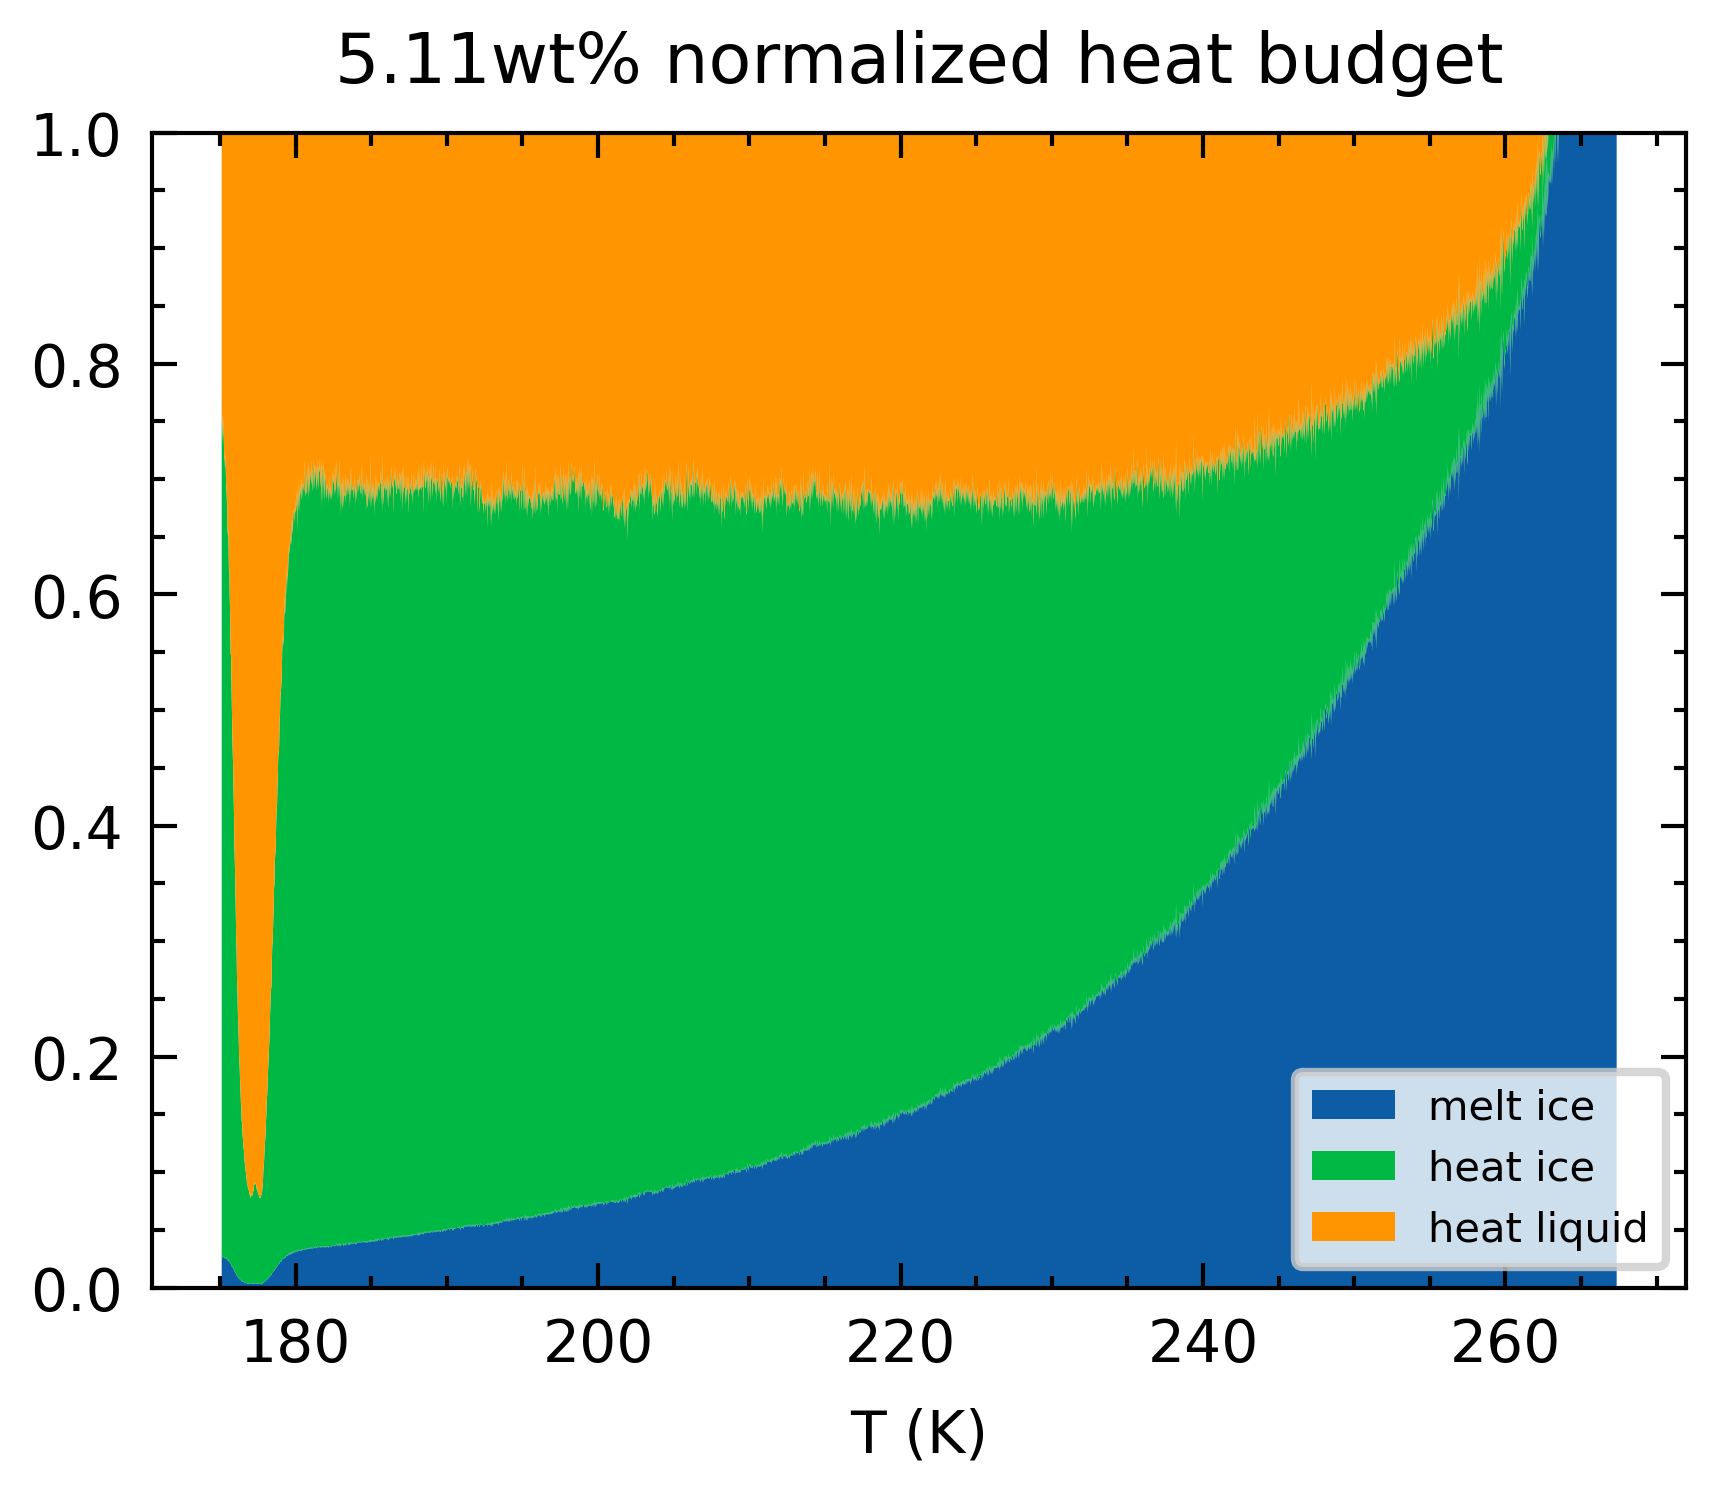 5.11wt% normalized heat budget
1.0
0.8
0.6
0.4
0.2
0.0
melt ice
heat ice
heat liquid
180 200 220 240 260
T (K)